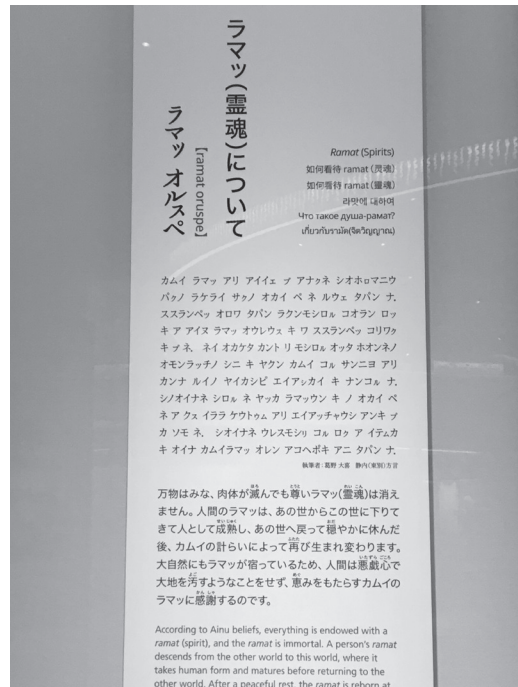 ラマッ(霊魂)について
ラマッ オルㇱペ
[ramat oruspe]
Ramat (Spirits)
如何看待 ramat (灵魂)
如何看待 ramat (靈魂)
라맛에 대하여
Что такое душа-рамат?
เกี่ยวกับรามัต(จิตวิญญาณ)
カムイ ラマッ アリ アイイェ ㇷ゚ アナㇰネ シオホロマニウ
パㇰノ ラケライ サㇰノ オカイ ペ ネ ルウェ タパン ナ.
ススランペッ オロワ タパン ラㇰンモシㇼ コオラン ロッ
キ ア アイヌ ラマッ オウレウㇱ キ ワ ススランペッ コリワㇰ
キ ㇷ゚ ネ. ネイ オカケタ カント リ モシㇼ オッタ ホオンネノ
オモンラッチノ シニ キ ヤクン カムイ コㇿ サンニヨ アリ
カンナ ルイノ ヤイカシピ エイアㇱカイ キ ナンコㇿ ナ.
シノオイナネ シㇼ ネ ヤッカ ラマッウン キ ノ オカイ ペ
ネ ア クス イララ ケウトゥㇺ アリ エイアッチャウシ アンキ ㇷ゚
カ ソモ ネ. シオイナネ ウレスモシㇼ コㇿ ロㇰ ア イテㇺカ
キ オイナ カムイラマッ オレン アコヘポキ アニ タパン ナ.
執筆者:葛野 大喜 静内(東別)方言
万物はみな、肉体が滅んでも尊いラマッ(霊魂)は消え
ません。人間のラマッは、あの世からこの世に下りて
きて人として成熟し、あの世へ戻って穏やかに休んだ
後、カムイの計らいによって再び生まれ変わります。
大自然にもラマッが宿っているため、人間は悪戯心で
大地を汚すようなことをせず、恵みをもたらすカムイの
ラマッに感謝するのです。
According to Ainu beliefs, everything is endowed with a
ramat (spirit), and the ramat is immortal. A person's ramat
descends from the other world to this world, where it
takes human form and matures before returning to the
other world. After a peaceful rest, the ramat is reborn at